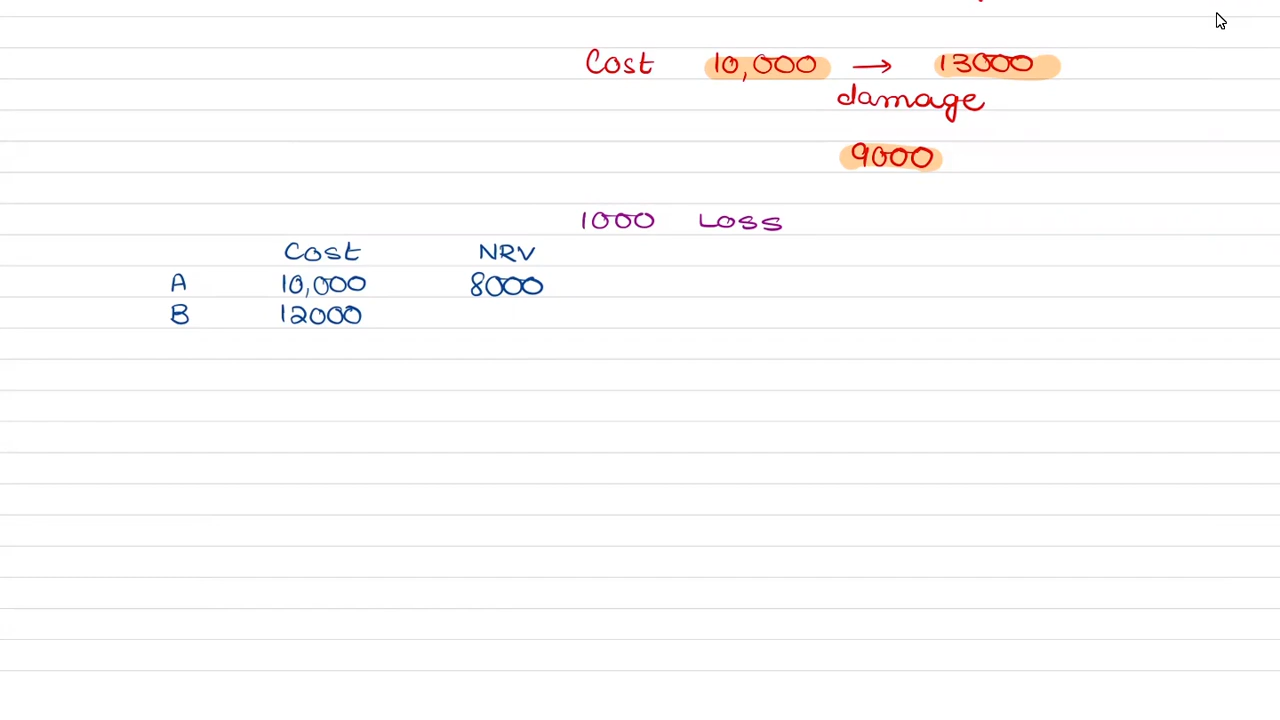 Cost 10,000 → 13000
damage
9000
1000 Loss
Cost NRV
A 10,000 8000
B 12000